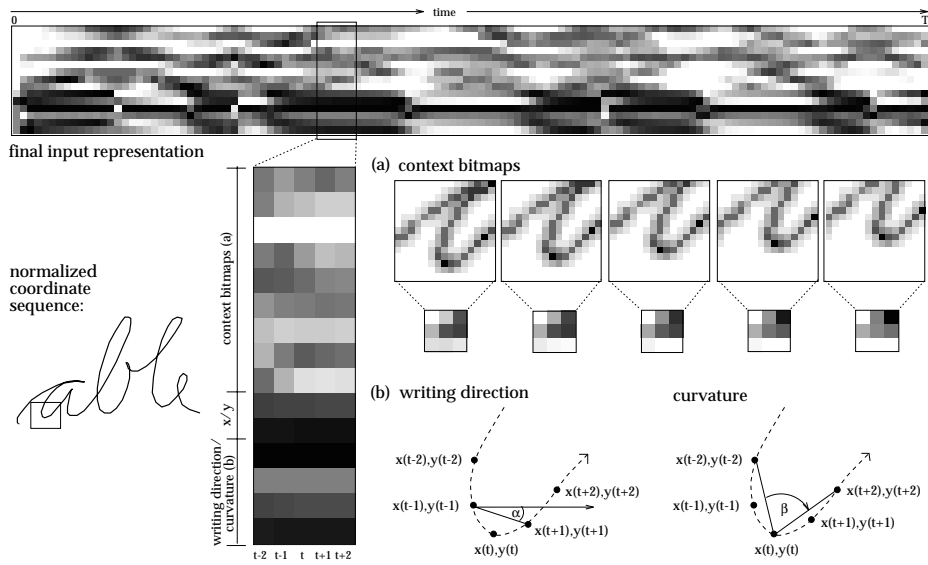 0 time T
final input representation
(a) context bitmaps
context bitmaps (a)
x/y
writing direction/
curvature (b)
t-2 t-1 t t+1 t+2
normalized
coordinate
sequence:
able
(b) writing direction
x(t-2),y(t-2)
x(t-1),y(t-1)
x(t),y(t)
x(t+1),y(t+1)
x(t+2),y(t+2)
α
curvature
x(t-2),y(t-2)
x(t-1),y(t-1)
x(t),y(t)
x(t+1),y(t+1)
x(t+2),y(t+2)
β